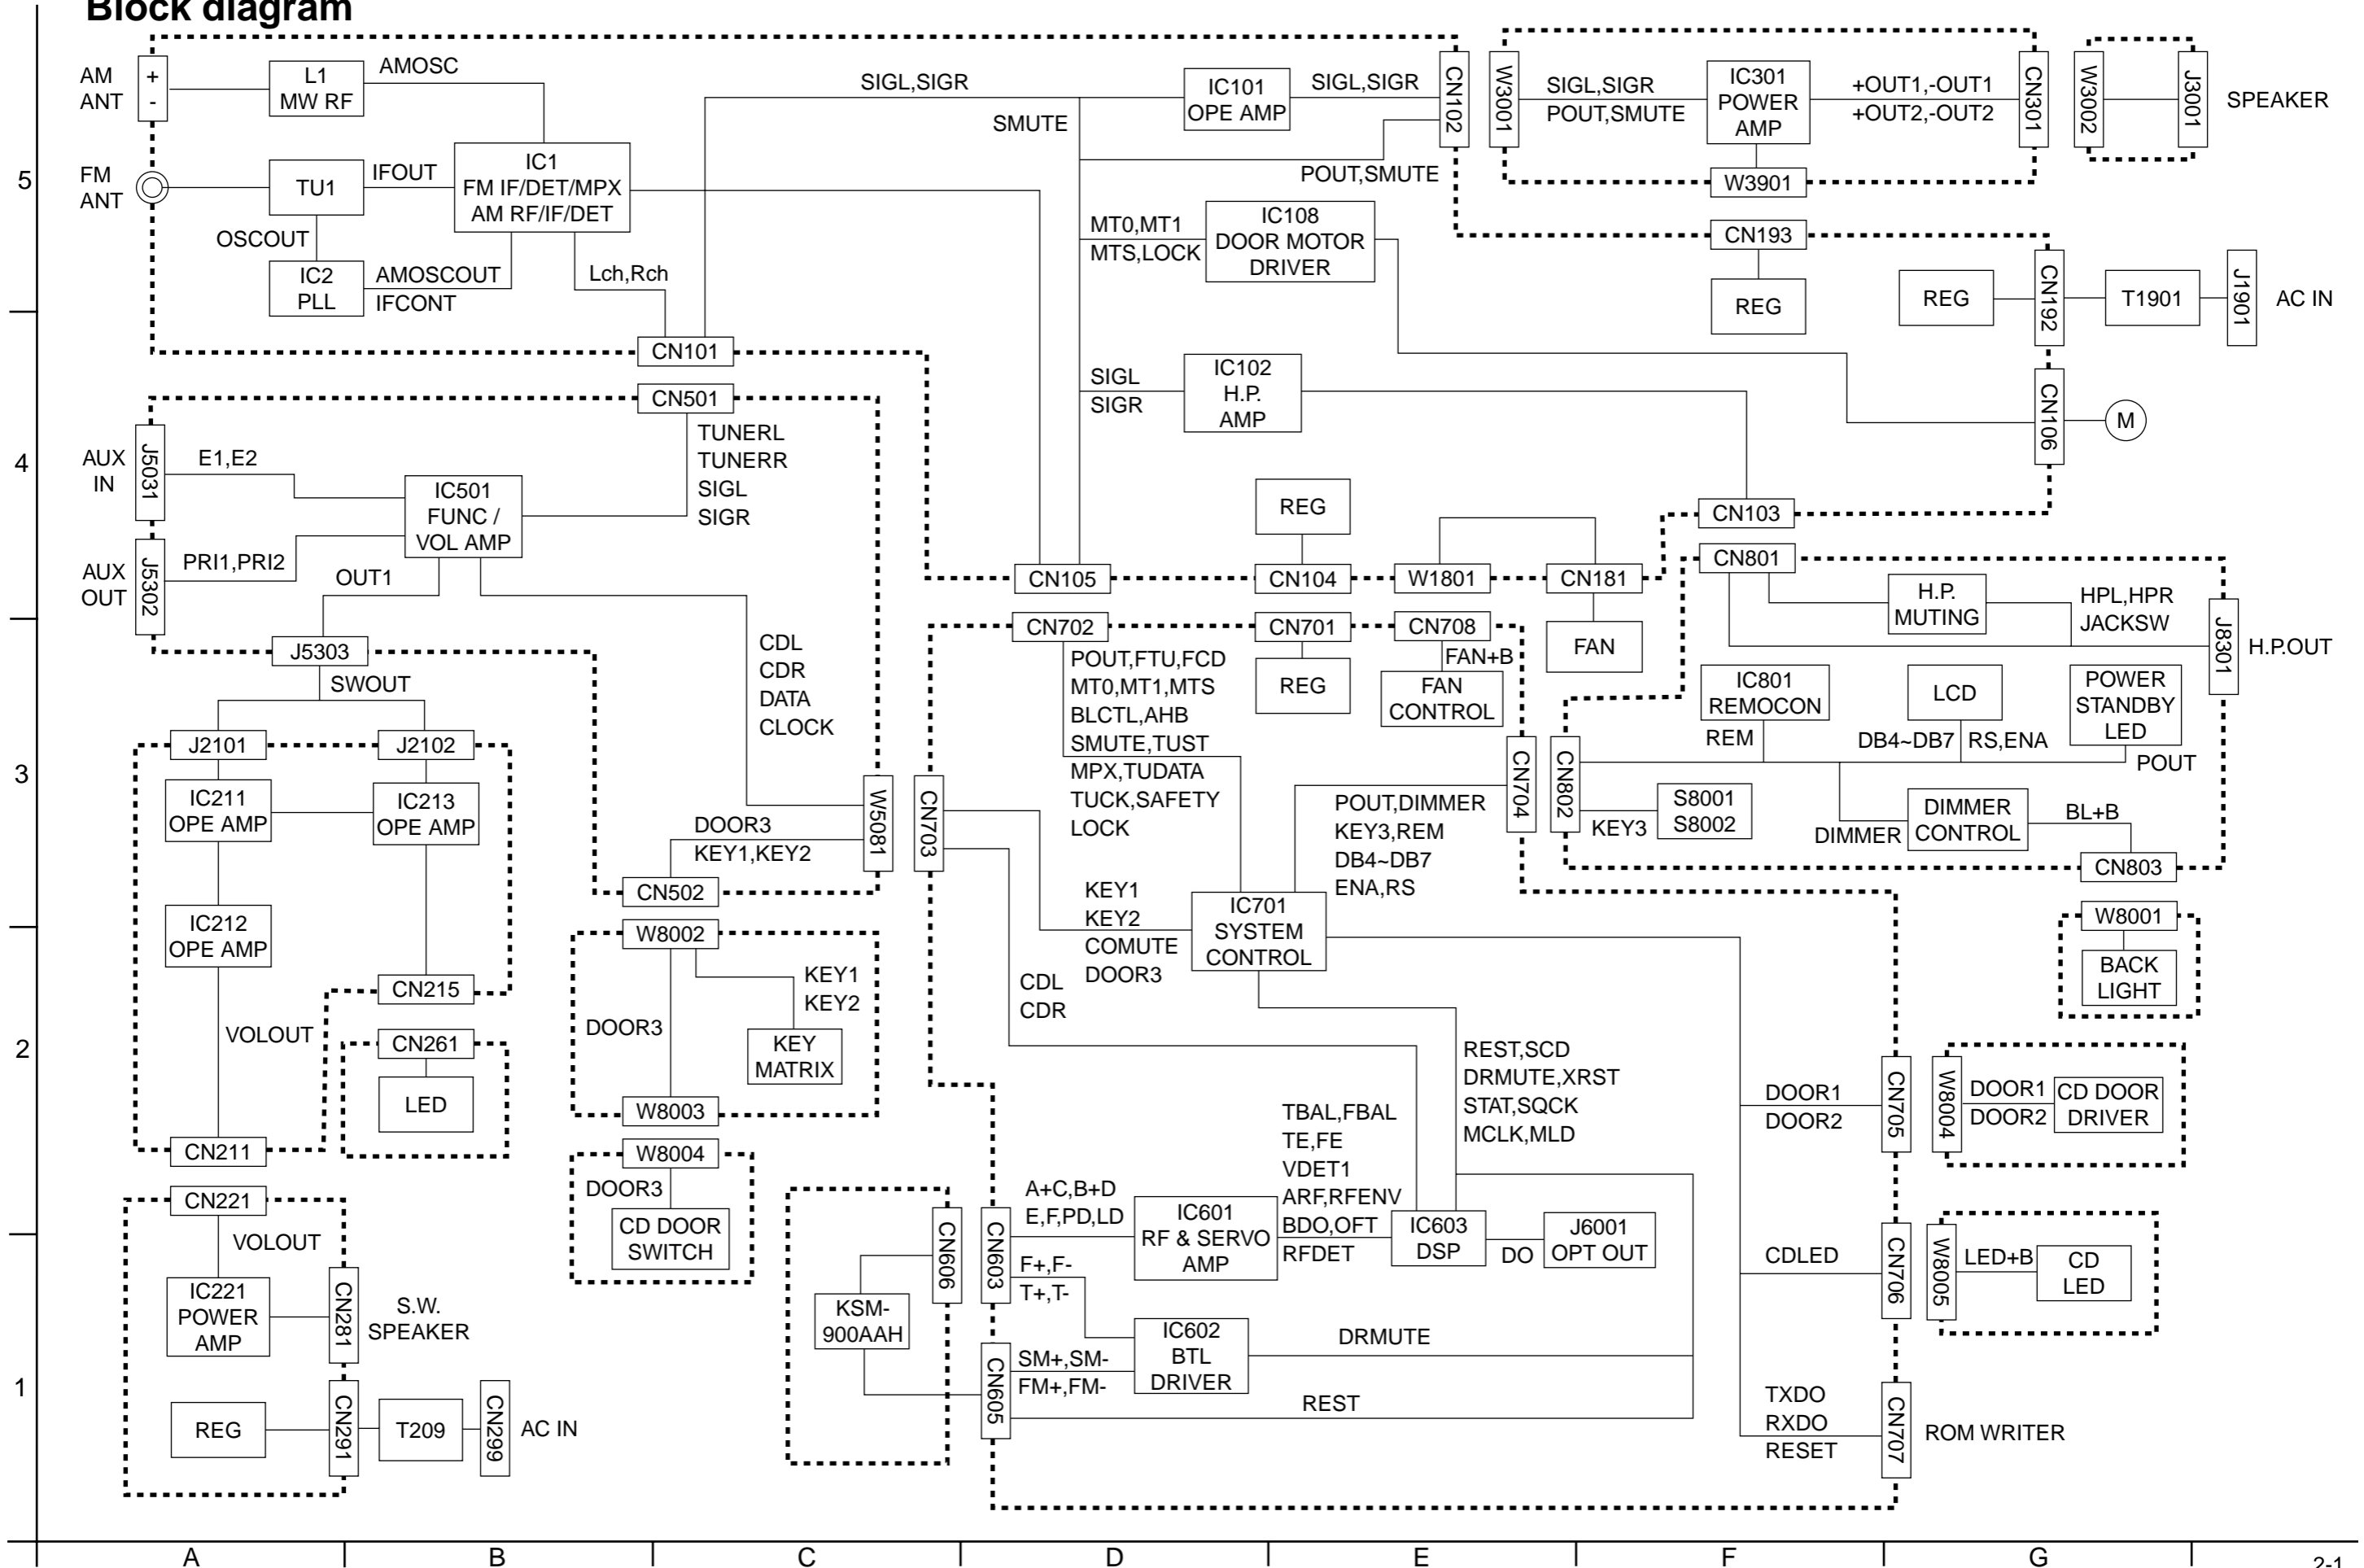 Block diagram
AM
ANT
+
-
L1
MW RF
AMOSC
FM
ANT
TU1
IFOUT
IC1
FM IF/DET/MPX
AM RF/IF/DET
OSCOUT
IC2
PLL
AMOSCOUT
IFCONT
Lch,Rch
CN101
SIGL,SIGR
SMUTE
IC101
OPE AMP
SIGL,SIGR
POUT,SMUTE
CN102
W3001
SIGL,SIGR
POUT,SMUTE
IC301
POWER
AMP
+OUT1,-OUT1
+OUT2,-OUT2
CN301
W3002
J3001
SPEAKER
W3901
MT0,MT1
MTS,LOCK
IC108
DOOR MOTOR
DRIVER
CN193
REG
REG
CN192
T1901
J1901
AC IN
SIGL
SIGR
IC102
H.P.
AMP
CN106
M
5
4
3
2
1
CN501
TUNERL
TUNERR
SIGL
SIGR
AUX
IN
J5031
E1,E2
IC501
FUNC /
VOL AMP
AUX
OUT
J5302
PRI1,PRI2
OUT1
J5303
SWOUT
CDL
CDR
DATA
CLOCK
REG
CN105
CN104
W1801
CN181
CN103
FAN
CN801
H.P.
MUTING
HPL,HPR
JACKSW
J8301
H.P.OUT
CN702
CN701
CN708
POUT,FTU,FCD
MT0,MT1,MTS
BLCTL,AHB
SMUTE,TUST
MPX,TUDATA
TUCK,SAFETY
LOCK
REG
FAN+B
FAN
CONTROL
IC801
REMOCON
REM
LCD
DB4~DB7
RS,ENA
POWER
STANDBY
LED
POUT
J2101
J2102
IC211
OPE AMP
IC213
OPE AMP
IC212
OPE AMP
CN215
VOLOUT
CN261
LED
CN211
W5081
DOOR3
KEY1,KEY2
CN502
CN703
CN704
POUT,DIMMER
KEY3,REM
DB4~DB7
ENA,RS
CN802
KEY3
S8001
S8002
DIMMER
DIMMER
CONTROL
BL+B
CN803
W8001
BACK
LIGHT
KEY1
KEY2
COMUTE
DOOR3
IC701
SYSTEM
CONTROL
CDL
CDR
W8002
KEY1
KEY2
DOOR3
KEY
MATRIX
W8003
W8004
DOOR3
CD DOOR
SWITCH
REST,SCD
DRMUTE,XRST
STAT,SQCK
MCLK,MLD
TBAL,FBAL
TE,FE
VDET1
ARF,RFENV
BDO,OFT
RFDET
DOOR1
DOOR2
CN705
W8004
DOOR1
DOOR2
CD DOOR
DRIVER
CN221
VOLOUT
IC221
POWER
AMP
CN281
S.W.
SPEAKER
REG
CN291
T209
CN299
AC IN
KSM-
900AAH
CN606
CN603
A+C,B+D
E,F,PD,LD
IC601
RF & SERVO
AMP
IC603
DSP
DO
J6001
OPT OUT
F+,F-
T+,T-
CN605
SM+,SM-
FM+,FM-
IC602
BTL
DRIVER
DRMUTE
REST
CDLED
CN706
W8005
LED+B
CD
LED
TXDO
RXDO
RESET
CN707
ROM WRITER
A
B
C
D
E
F
G
2-1